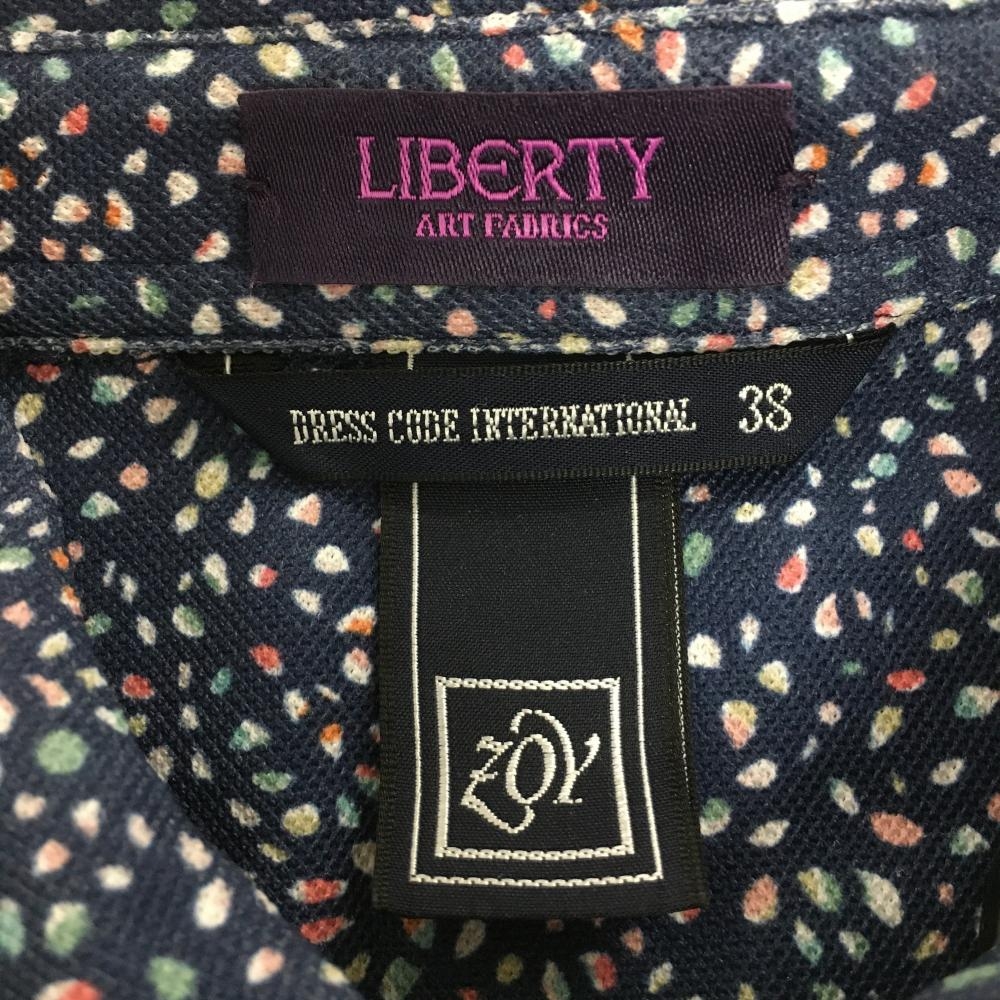 LIBERTY
ART FABRICS
DRESS CODE INTERNATIONAL 38
ZOY